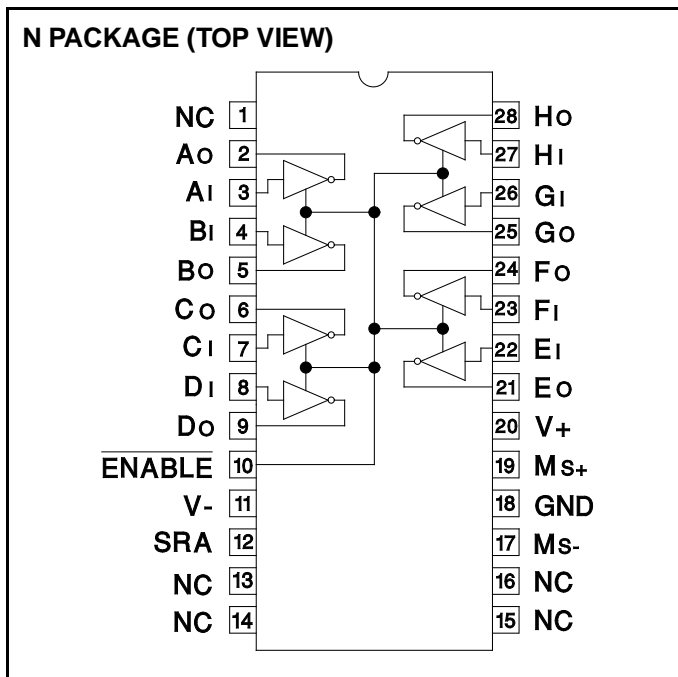 N PACKAGE (TOP VIEW)
NC 1
AO 2
AI 3
BI 4
BO 5
CO 6
CI 7
DI 8
DO 9
ENABLE 10
V- 11
SRA 12
NC 13
NC 14
28 HO
27 HI
26 GI
25 GO
24 FO
23 FI
22 EI
21 EO
20 V+
19 MS+
18 GND
17 MS-
16 NC
15 NC